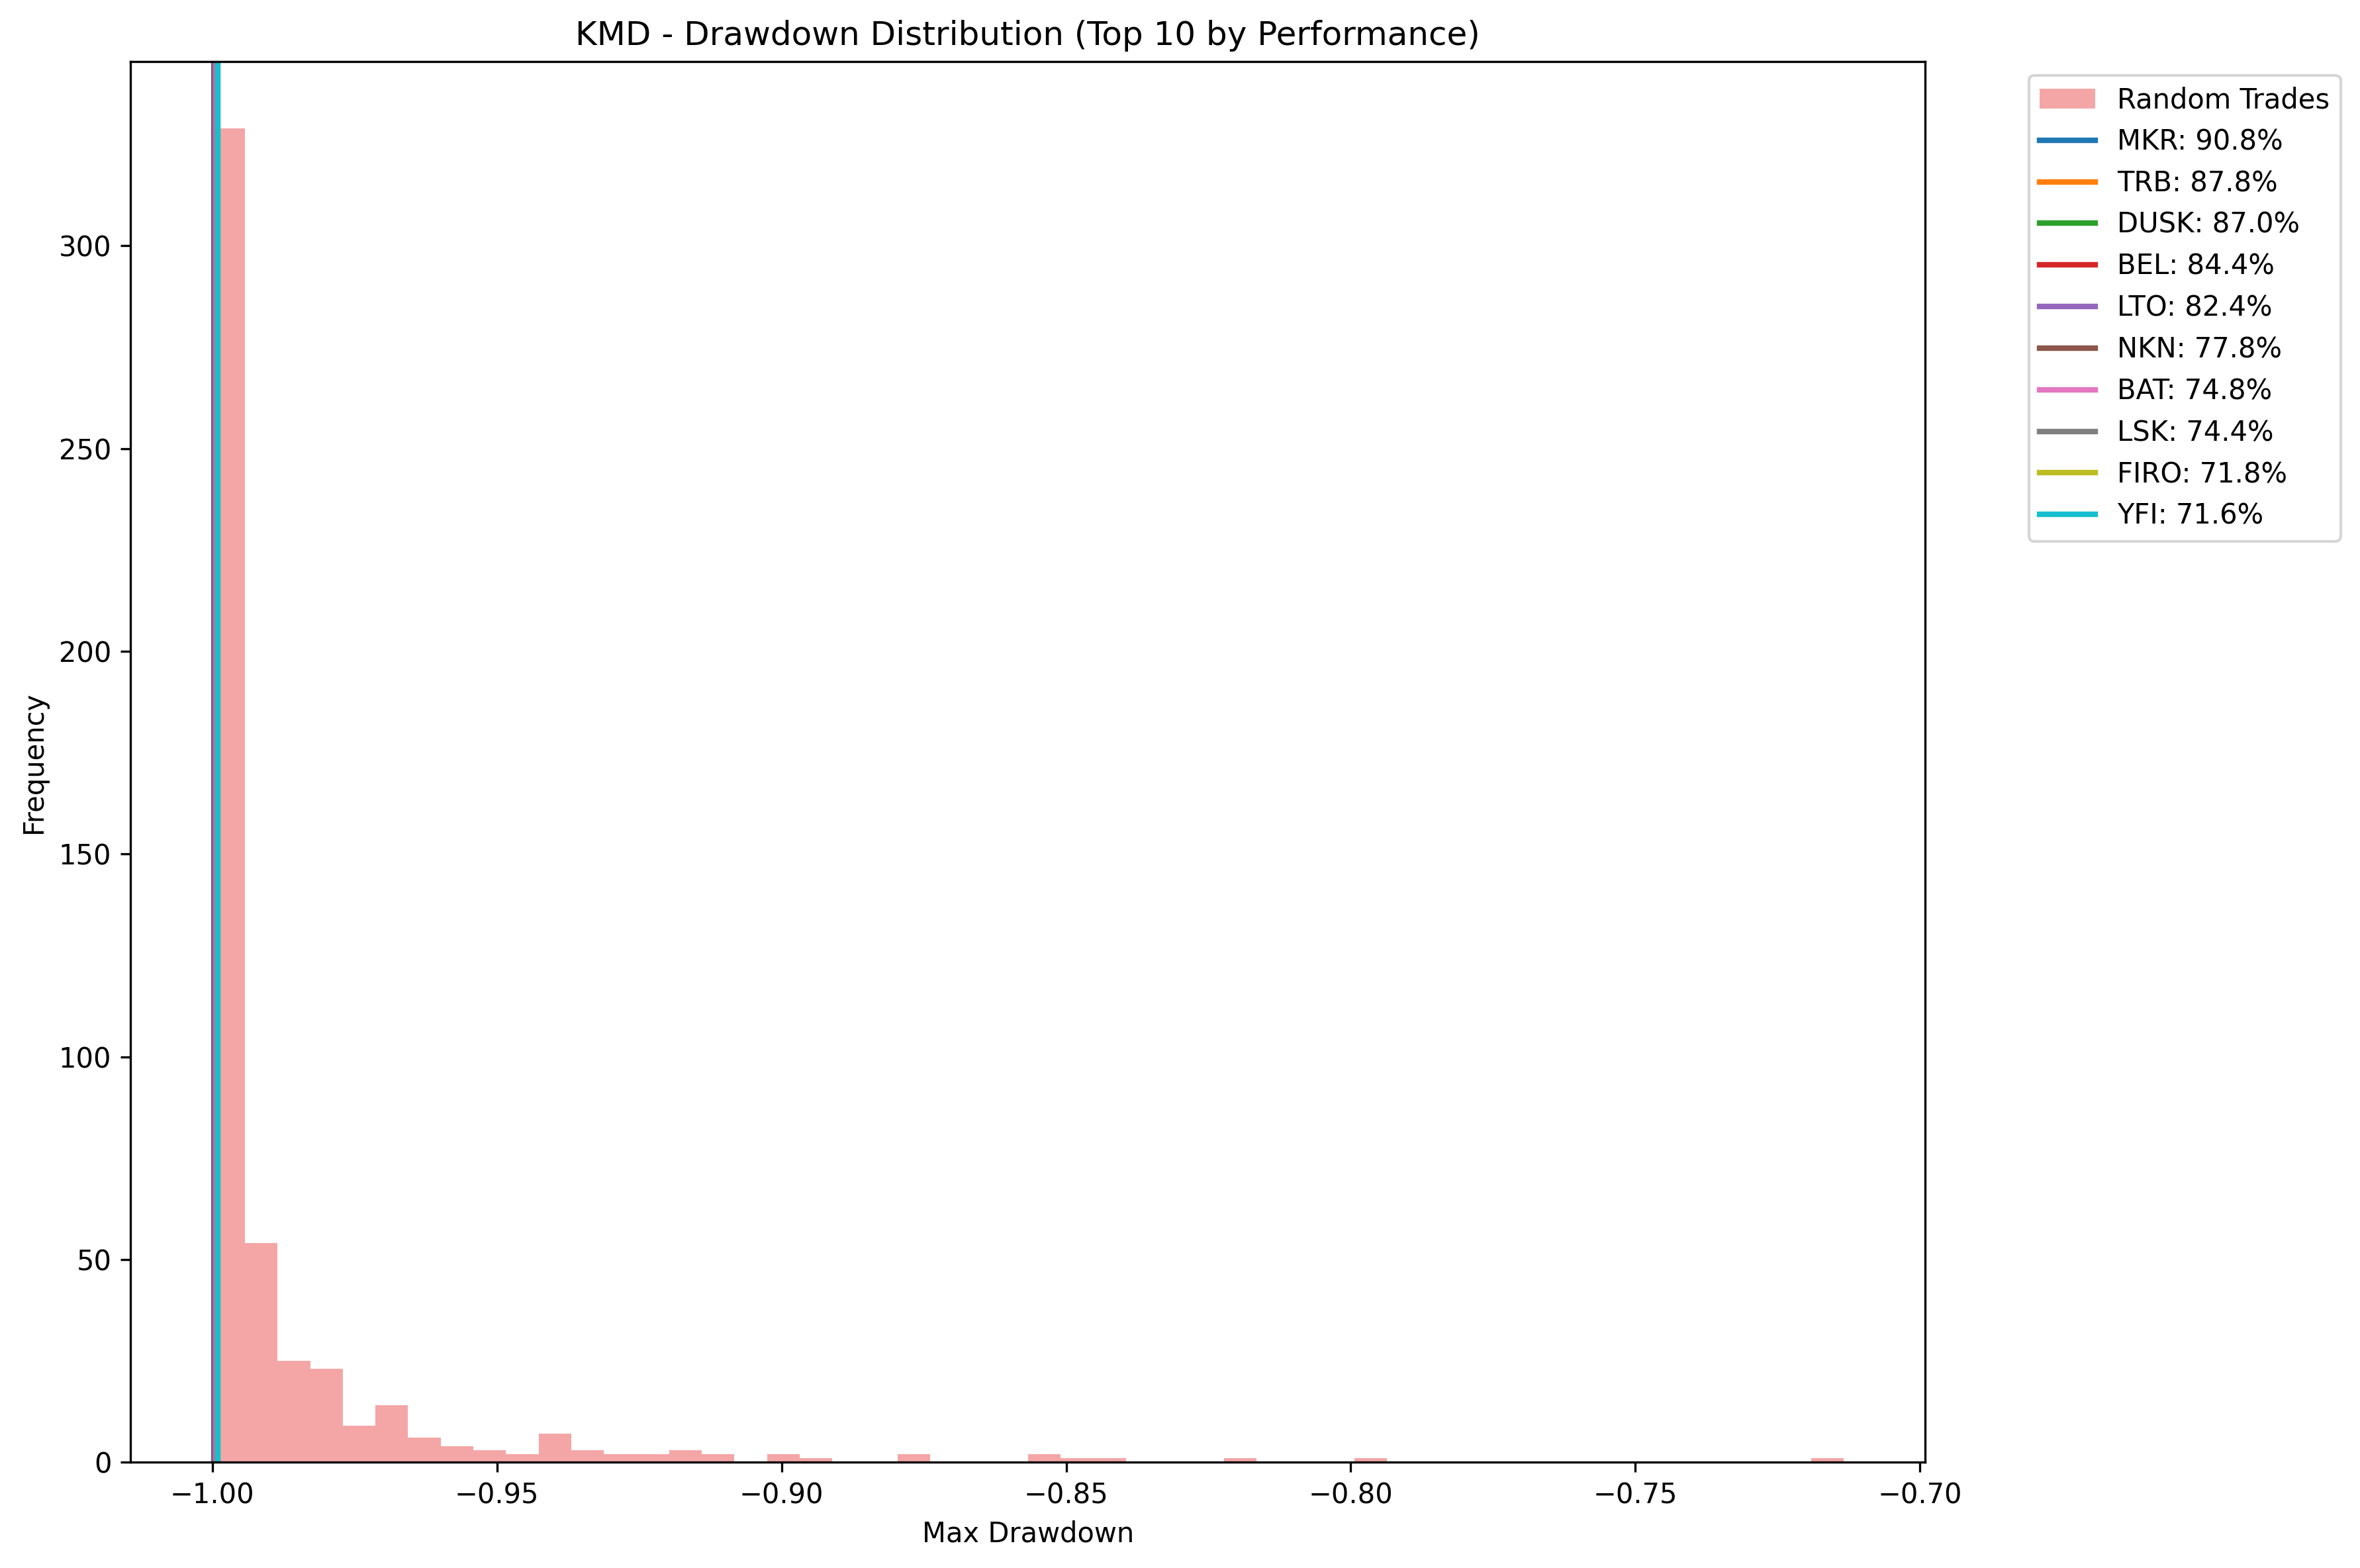 KMD - Drawdown Distribution (Top 10 by Performance)
Random Trades
MKR: 90.8%
TRB: 87.8%
DUSK: 87.0%
BEL: 84.4%
LTO: 82.4%
NKN: 77.8%
BAT: 74.8%
LSK: 74.4%
FIRO: 71.8%
YFI: 71.6%
Frequency
300
250
200
150
100
50
0
−1.00 −0.95 −0.90 −0.85 −0.80 −0.75 −0.70
Max Drawdown